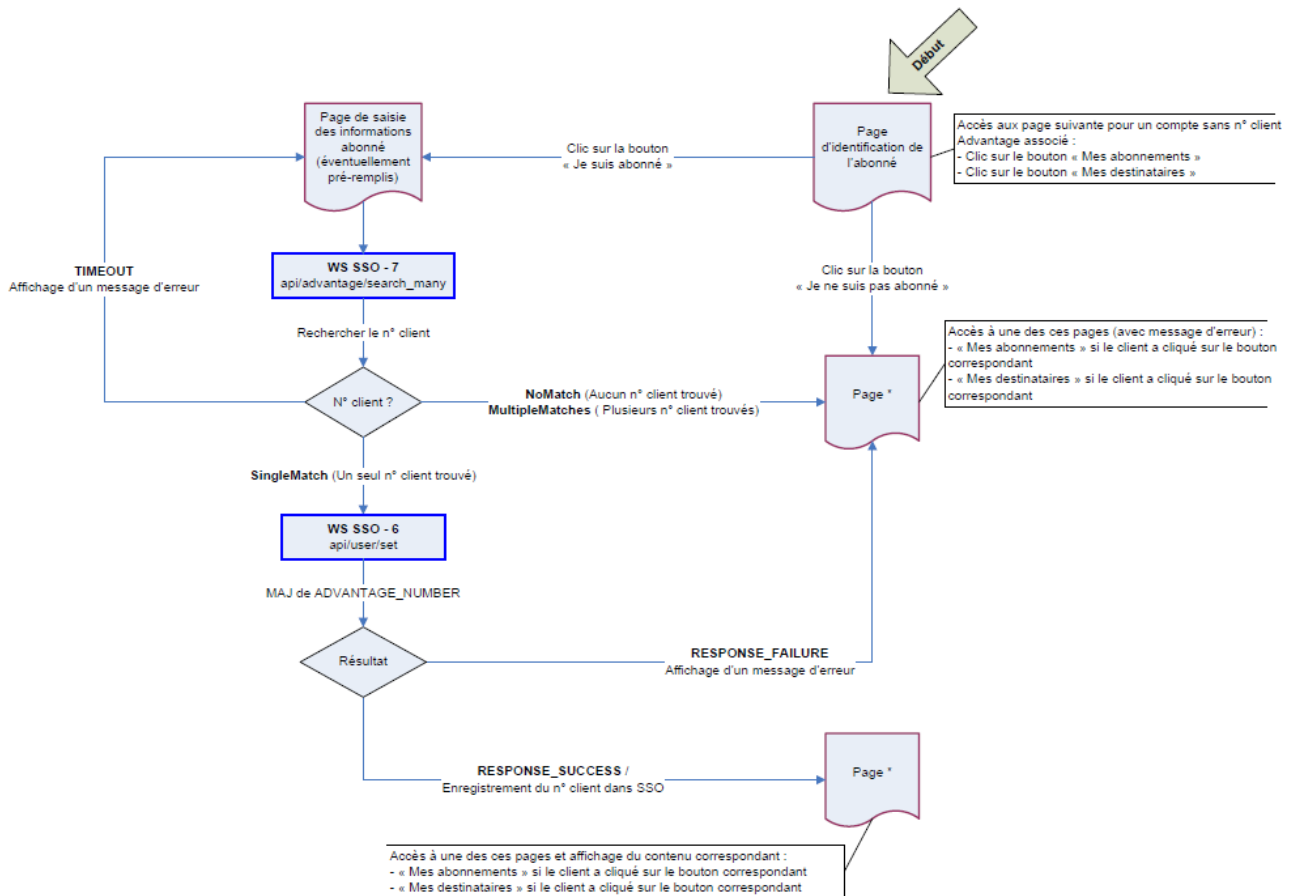 Début
Page de saisie
des informations
abonné
(éventuellement
pré-remplis)
Clic sur la bouton
« Je suis abonné »
Page
d'identification de
l'abonné
Accès aux page suivante pour un compte sans n° client
Advantage associé :
- Clic sur le bouton « Mes abonnements »
- Clic sur le bouton « Mes destinataires »
TIMEOUT
Affichage d'un message d'erreur
WS SSO - 7
api/advantage/search_many
Clic sur la bouton
« Je ne suis pas abonné »
Rechercher le n° client
Accès à une des ces pages (avec message d'erreur) :
- « Mes abonnements » si le client a cliqué sur le bouton
correspondant
- « Mes destinataires » si le client a cliqué sur le bouton
correspondant
N° client ?
NoMatch (Aucun n° client trouvé)
MultipleMatches ( Plusieurs n° client trouvés)
Page *
SingleMatch (Un seul n° client trouvé)
WS SSO - 6
api/user/set
MAJ de ADVANTAGE_NUMBER
Résultat
RESPONSE_FAILURE
Affichage d'un message d'erreur
RESPONSE_SUCCESS /
Enregistrement du n° client dans SSO
Page *
Accès à une des ces pages et affichage du contenu correspondant :
- « Mes abonnements » si le client a cliqué sur le bouton correspondant
- « Mes destinataires » si le client a cliqué sur le bouton correspondant